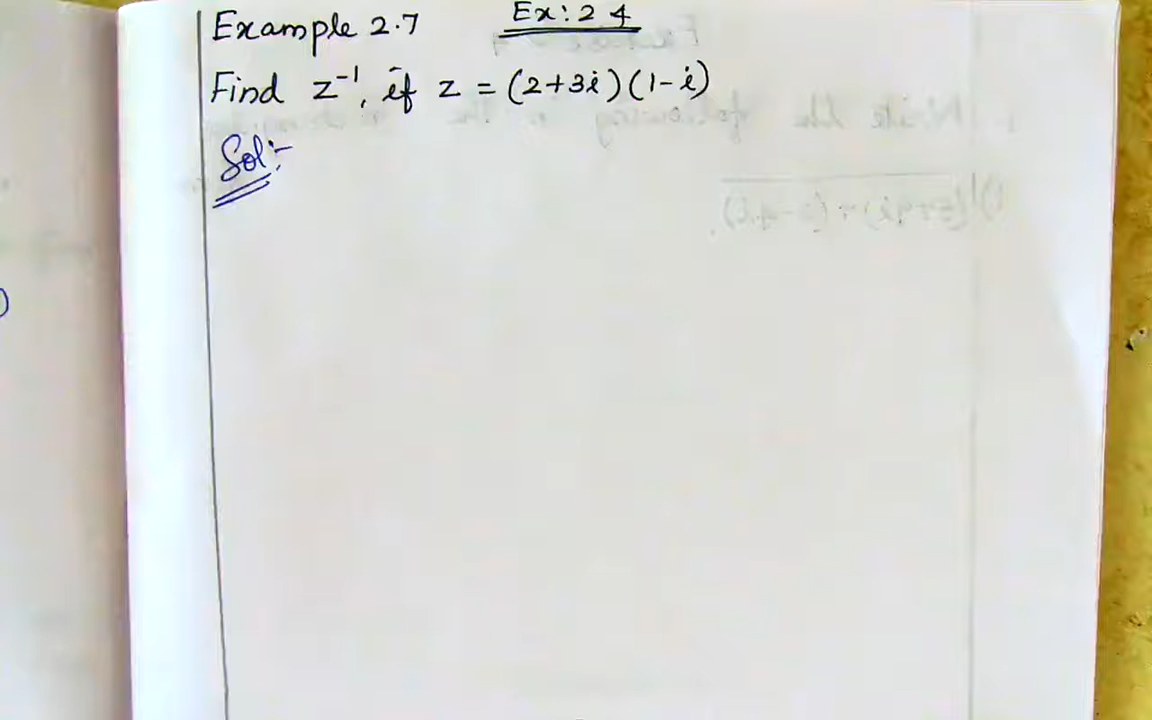 Example 2.7 Ex: 2 4
Find z⁻¹, if z = (2+3i)(1-i)
Sol:-
)